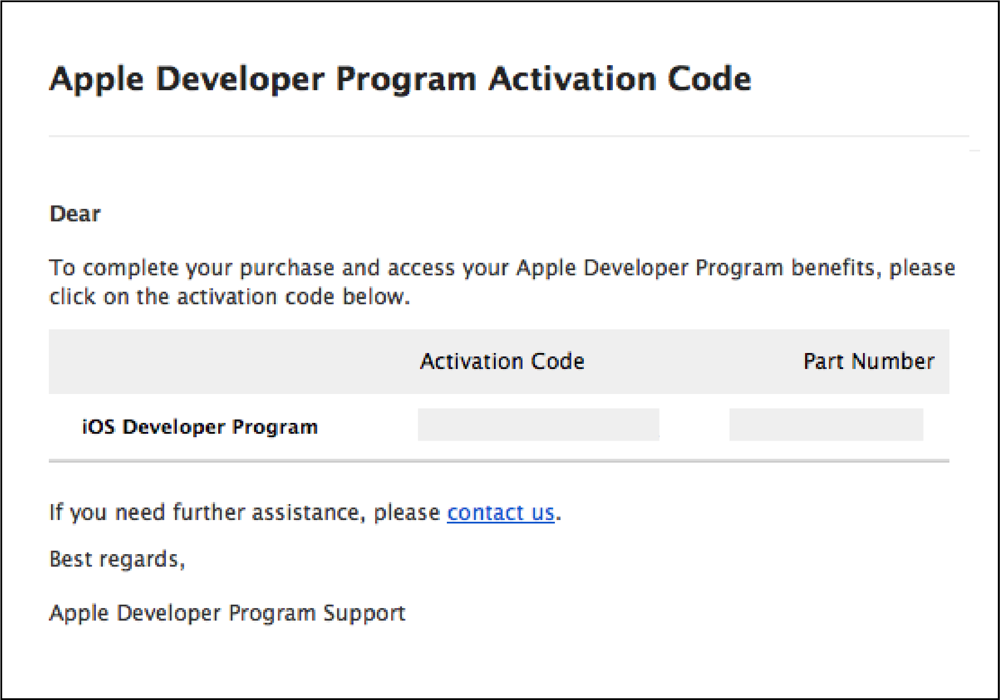 Apple Developer Program Activation Code
Dear
To complete your purchase and access your Apple Developer Program benefits, please
click on the activation code below.
Activation Code Part Number
iOS Developer Program
If you need further assistance, please contact us.
Best regards,
Apple Developer Program Support